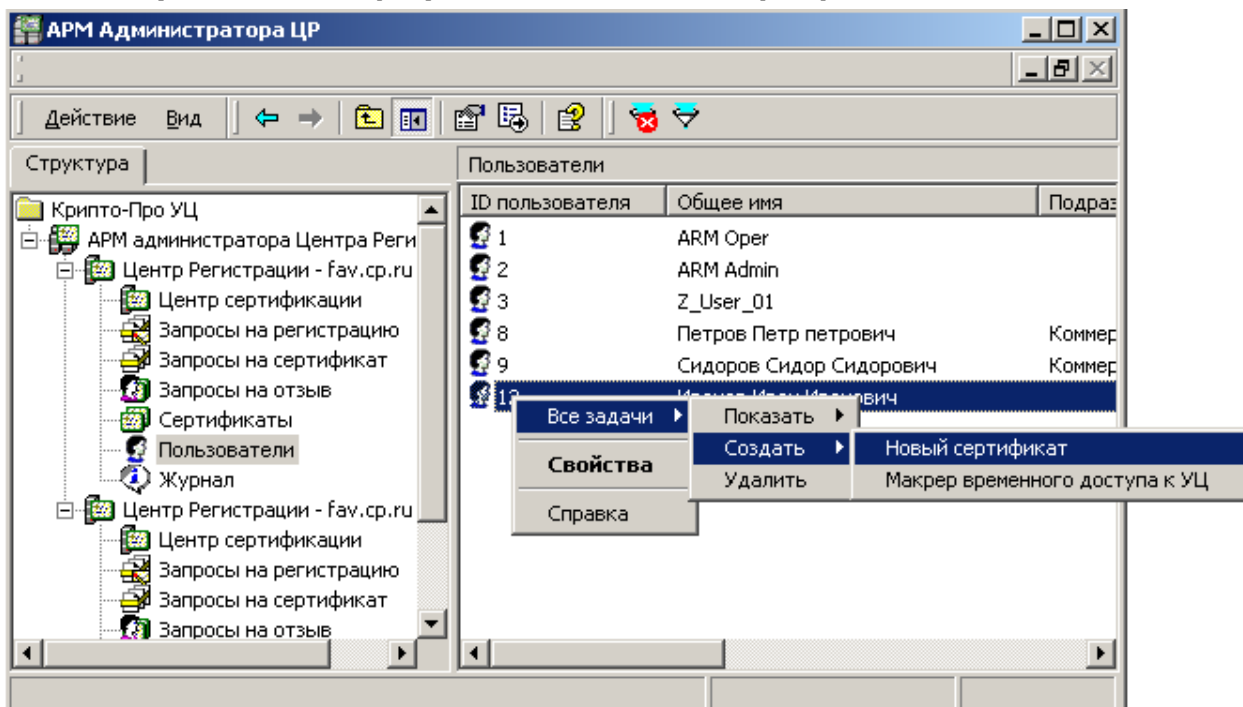 АРМ Администратора ЦР
Действие Вид
Структура
Пользователи
Крипто-Про УЦ
АРМ администратора Центра Реги
Центр Регистрации - fav.cp.ru
Центр сертификации
Запросы на регистрацию
Запросы на сертификат
Запросы на отзыв
Сертификаты
Пользователи
Журнал
Центр Регистрации - fav.cp.ru
Центр сертификации
Запросы на регистрацию
Запросы на сертификат
Запросы на отзыв
ID пользователя Общее имя Подраз
1 ARM Oper
2 ARM Admin
3 Z_User_01
8 Петров Петр петрович Коммер
9 Сидоров Сидор Сидорович Коммер
Все задачи
Свойства
Справка
Показать
Создать
Удалить
Новый сертификат
Макрер временного доступа к УЦ